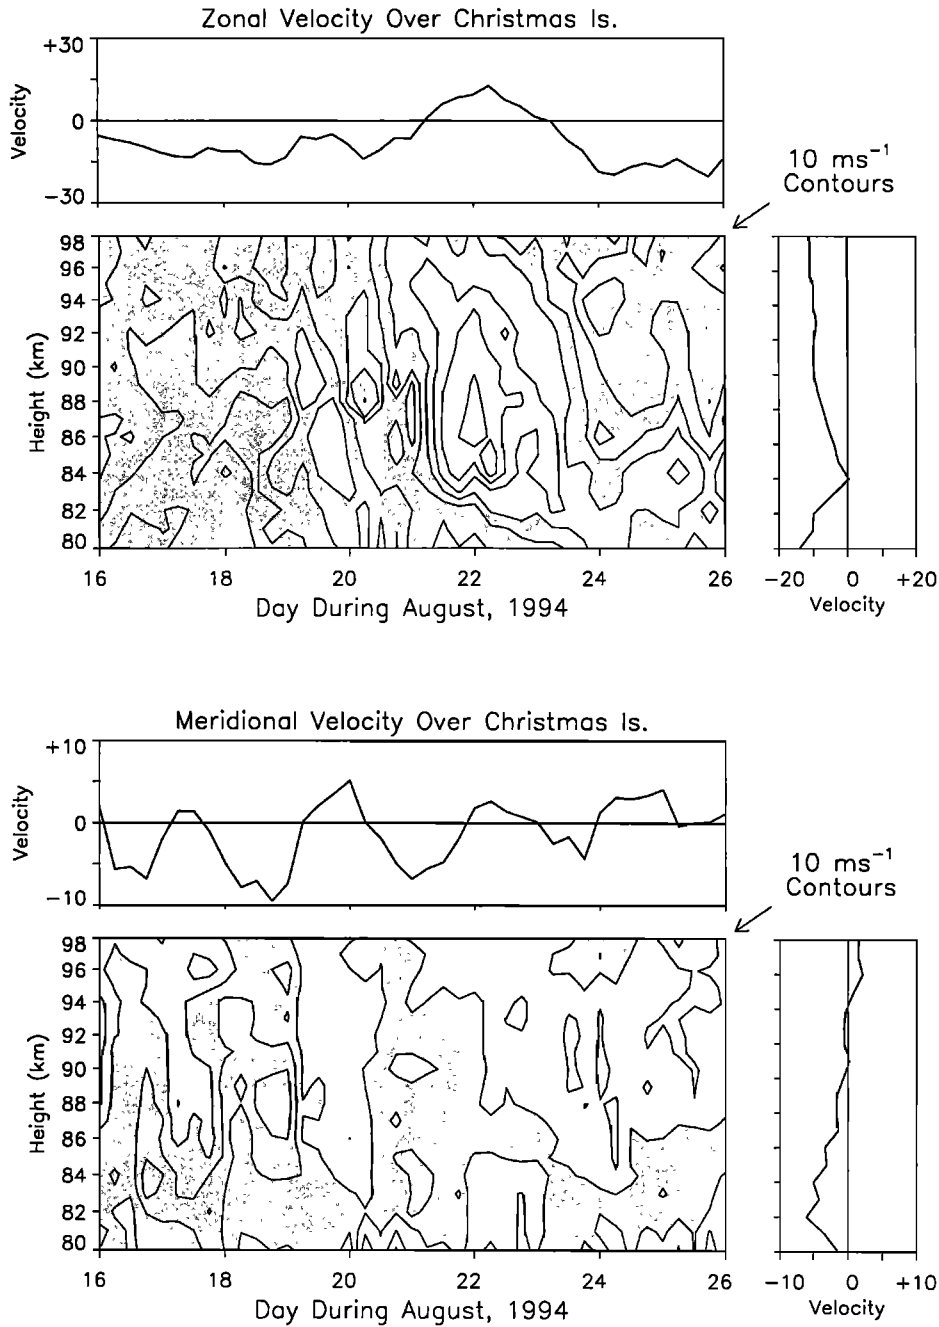 Zonal Velocity Over Christmas Is.
+30
0
−30
Velocity
10 ms⁻¹
Contours
98
96
94
92
90
88
86
84
82
80
Height (km)
16 18 20 22 24 26
Day During August, 1994
−20 0 +20
Velocity
Meridional Velocity Over Christmas Is.
+10
0
−10
Velocity
10 ms⁻¹
Contours
98
96
94
92
90
88
86
84
82
80
Height (km)
16 18 20 22 24 26
Day During August, 1994
−10 0 +10
Velocity